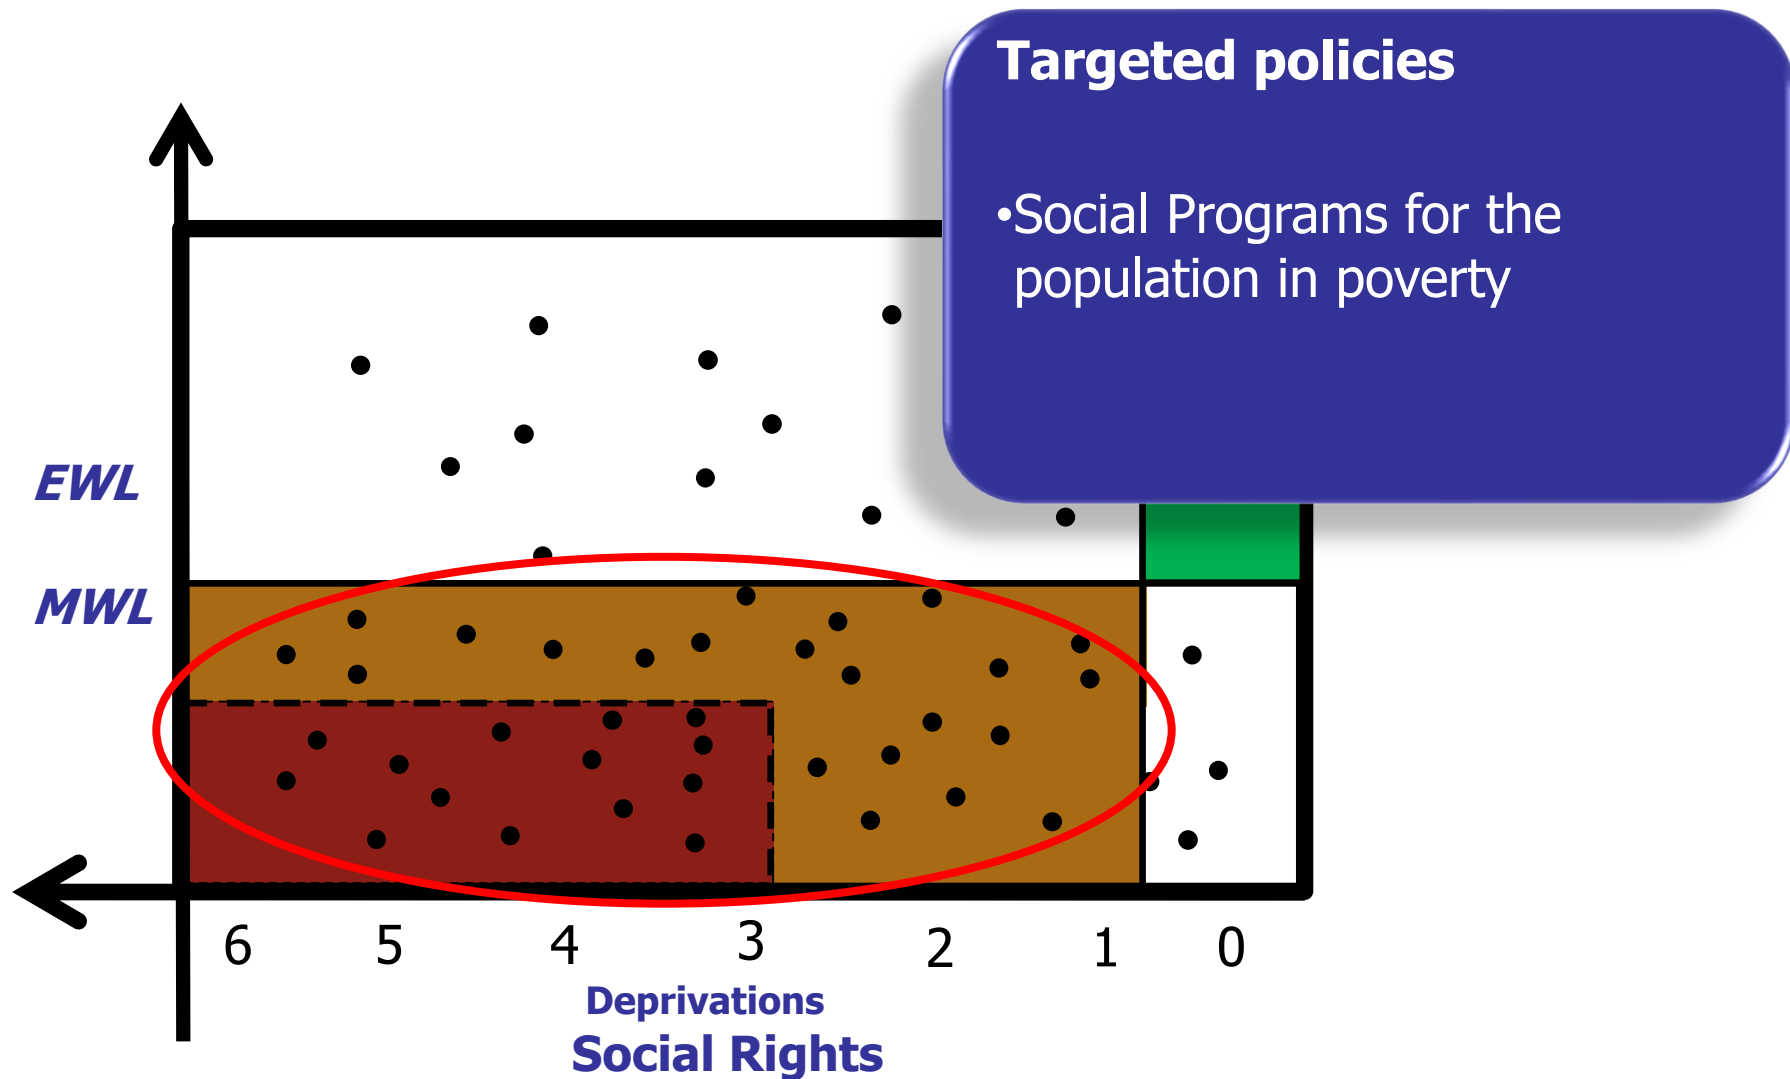 Targeted policies
•Social Programs for the
population in poverty
EWL
MWL
6 5 4 3 2 1 0
Deprivations
Social Rights